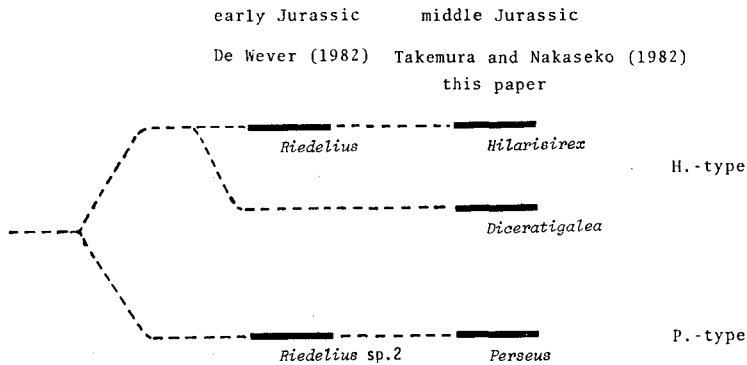 early Jurassic middle Jurassic
De Wever (1982) Takemura and Nakaseko (1982)
this paper
Riedelius Hilarisirex
H.-type
Diceratigalea
P.-type
Riedelius sp.2 Perseus